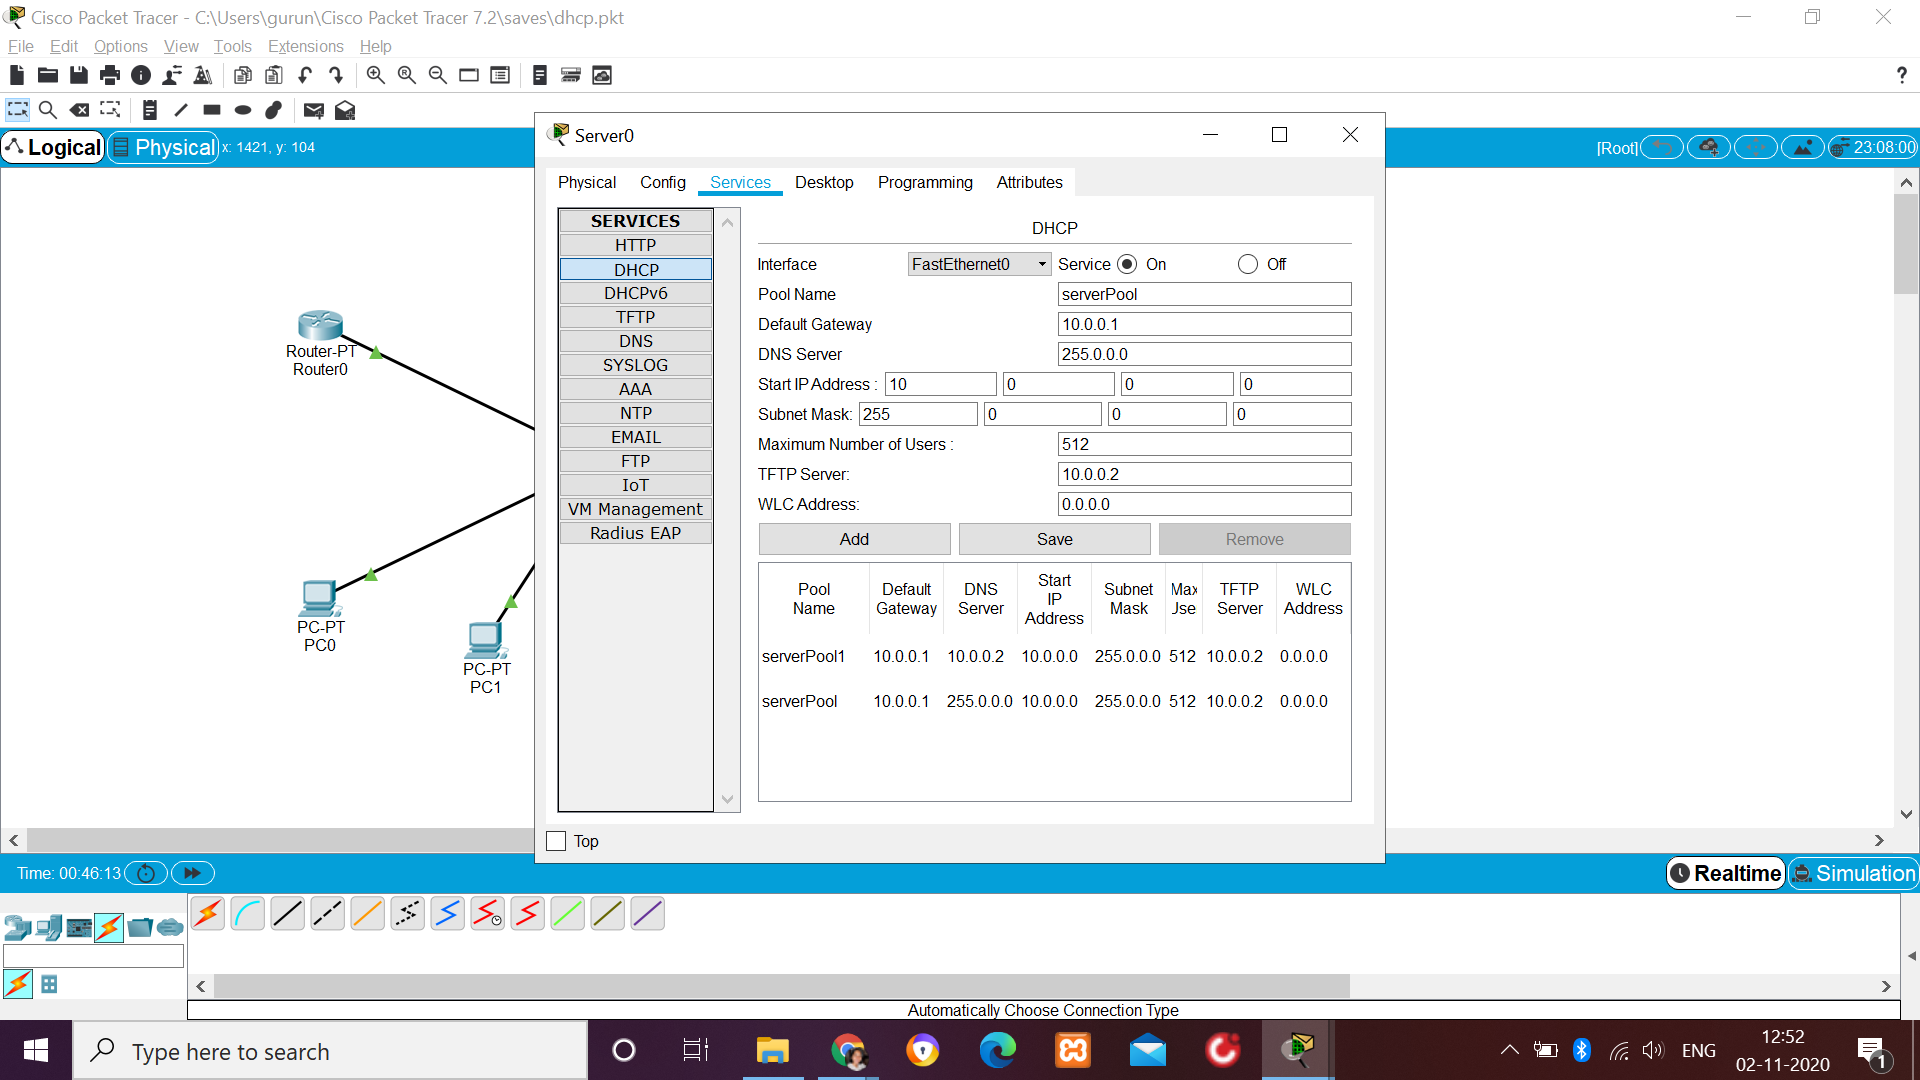 Cisco Packet Tracer - C:\Users\gurun\Cisco Packet Tracer 7.2\saves\dhcp.pkt
File Edit Options View Tools Extensions Help
?
Logical Physical x: 1421, y: 104
[Root] 23:08:00
Server0
Physical Config Services Desktop Programming Attributes
SERVICES
HTTP
DHCP
DHCPv6
TFTP
DNS
SYSLOG
AAA
NTP
EMAIL
FTP
IoT
VM Management
Radius EAP
DHCP
Interface FastEthernet0 Service On Off
Pool Name serverPool
Default Gateway 10.0.0.1
DNS Server 255.0.0.0
Start IP Address : 10 0 0 0
Subnet Mask: 255 0 0 0
Maximum Number of Users : 512
TFTP Server: 10.0.0.2
WLC Address: 0.0.0.0
Add Save Remove
Pool Name Default Gateway DNS Server Start IP Address Subnet Mask Max TFTP Server WLC Address
serverPool1 10.0.0.1 10.0.0.2 10.0.0.0 255.0.0.0 512 10.0.0.2 0.0.0.0
serverPool 10.0.0.1 255.0.0.0 10.0.0.0 255.0.0.0 512 10.0.0.2 0.0.0.0
Top
Router-PT
Router0
PC-PT
PC0
PC-PT
PC1
Time: 00:46:13
Realtime Simulation
Automatically Choose Connection Type
Type here to search
ENG
12:52
02-11-2020
1